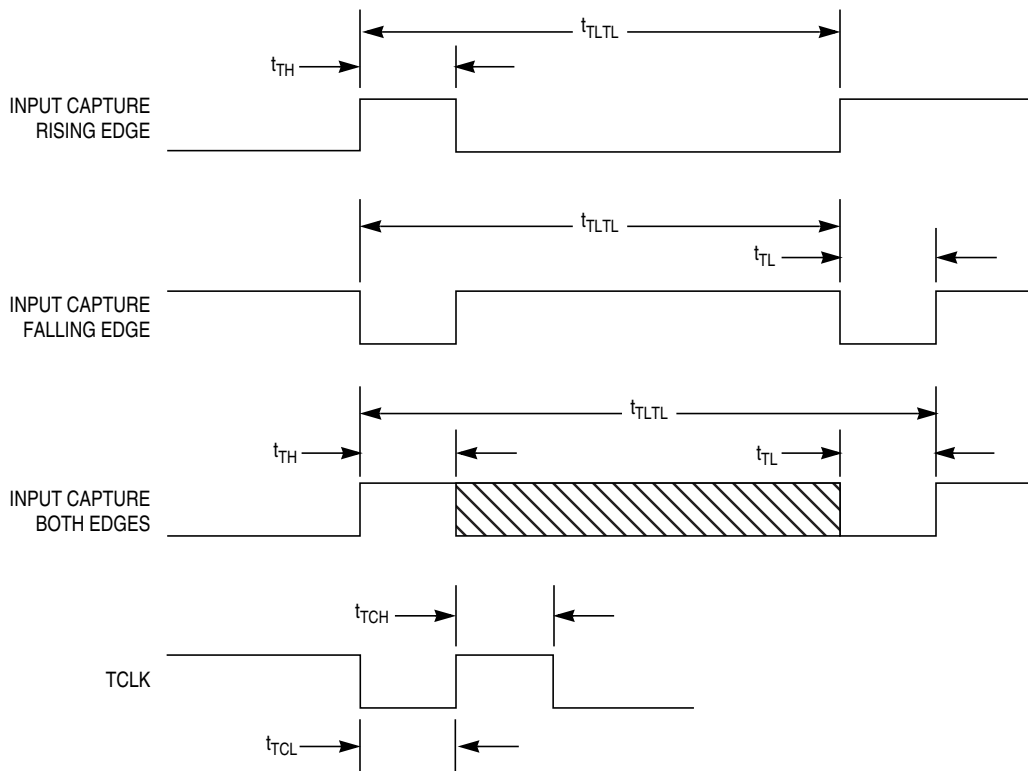 tTLTL
tTH
INPUT CAPTURE
RISING EDGE
tTLTL
tTL
INPUT CAPTURE
FALLING EDGE
tTLTL
tTH
tTL
INPUT CAPTURE
BOTH EDGES
tTCH
TCLK
tTCL